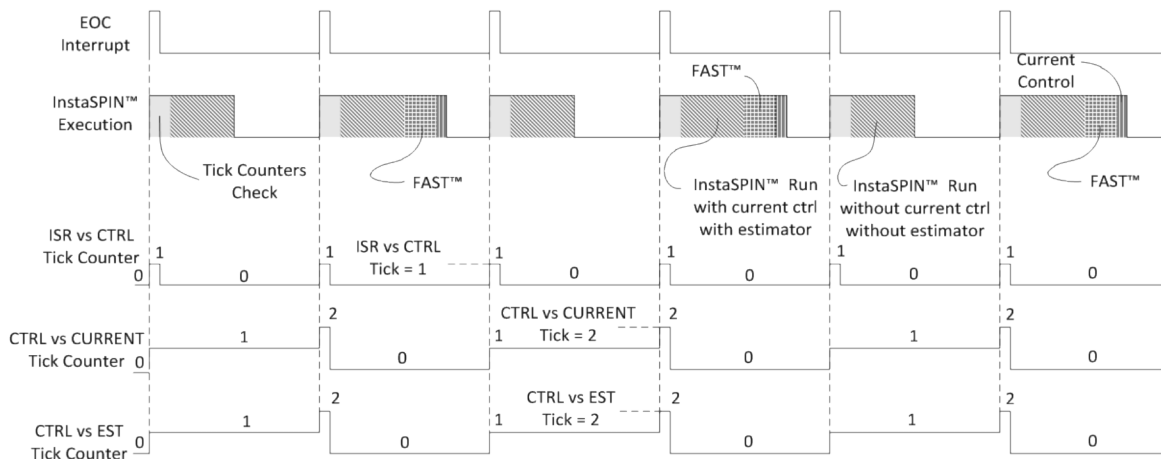 EOC
Interrupt
InstaSPIN™
Execution
FAST™
Current
Control
Tick Counters
Check
FAST™
InstaSPIN™ Run
with current ctrl
with estimator
InstaSPIN™ Run
without current ctrl
without estimator
FAST™
ISR vs CTRL
Tick Counter
0
1
0
1
ISR vs CTRL
Tick = 1
1
0
1
0
1
0
1
0
CTRL vs CURRENT
Tick Counter
0
1
2
0
CTRL vs CURRENT
Tick = 2
1
2
0
1
2
0
CTRL vs EST
Tick Counter
0
1
2
0
CTRL vs EST
Tick = 2
1
2
0
1
2
0